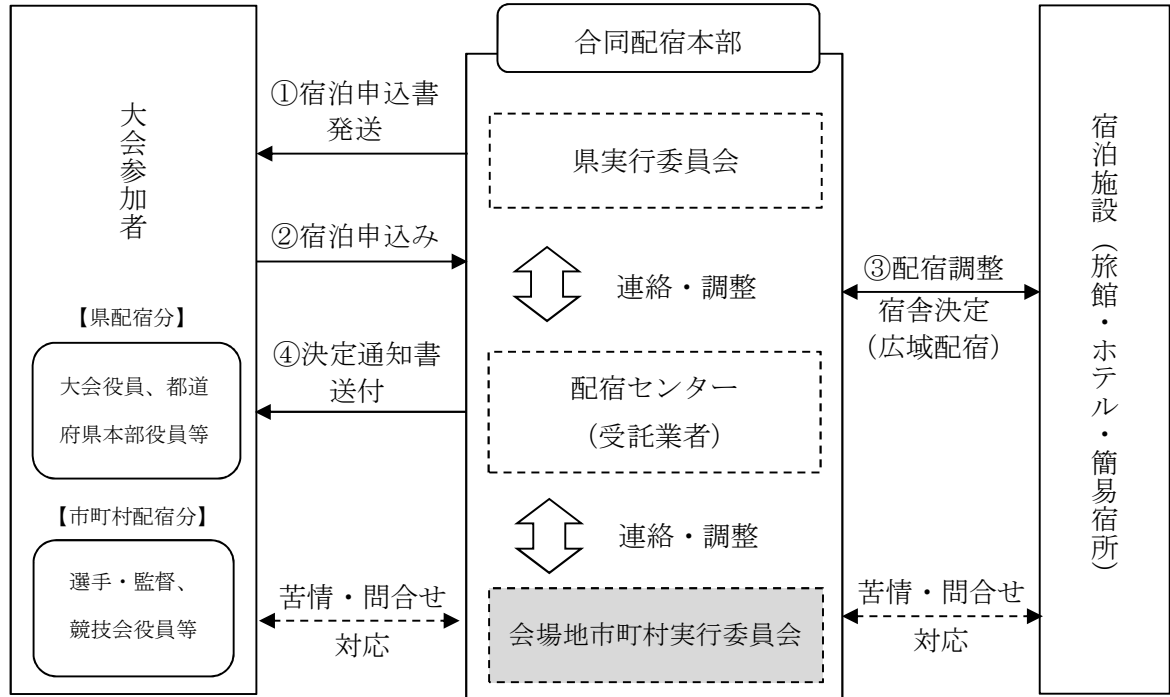 合同配宿本部
大会参加者
①宿泊申込書
発送
②宿泊申込み
④決定通知書
送付
【県配宿分】
大会役員、都道
府県本部役員等
【市町村配宿分】
選手・監督、
競技会役員等
苦情・問合せ
対応
県実行委員会
連絡・調整
配宿センター
（受託業者）
連絡・調整
会場地市町村実行委員会
③配宿調整
宿舎決定
（広域配宿）
苦情・問合せ
対応
宿泊施設（旅館・ホテル・簡易宿所）